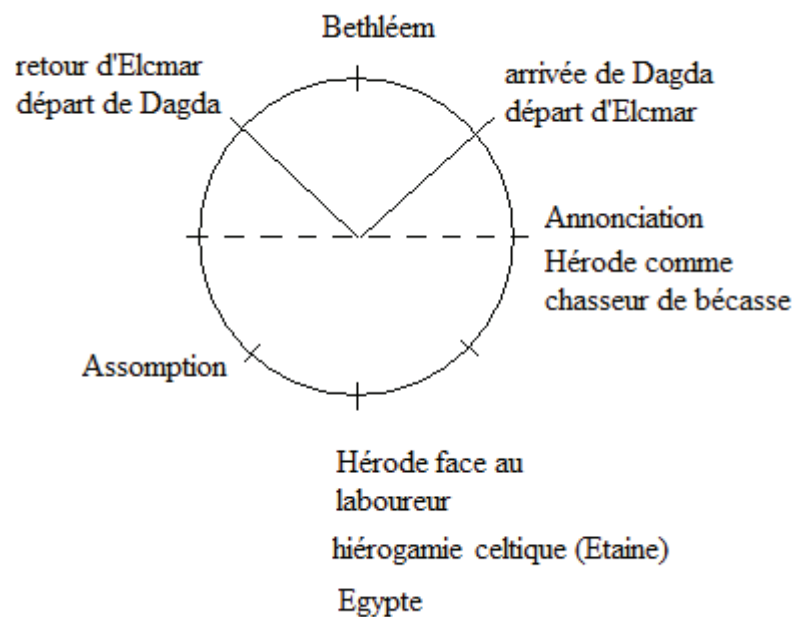 Bethléem
retour d'Elcmar
départ de Dagda
arrivée de Dagda
départ d'Elcmar
Annonciation
Hérode comme
chasseur de bécasse
Assomption
Hérode face au
laboureur
hiérogamie celtique (Etaine)
Egypte